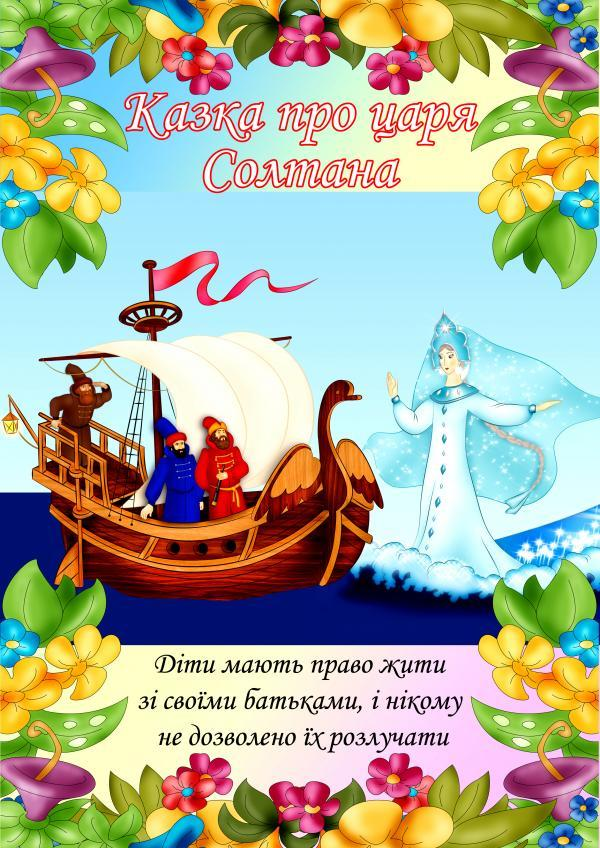 Казка про царя
Солтана
Діти мають право жити
зі своїми батьками, і нікому
не дозволено їх розлучати